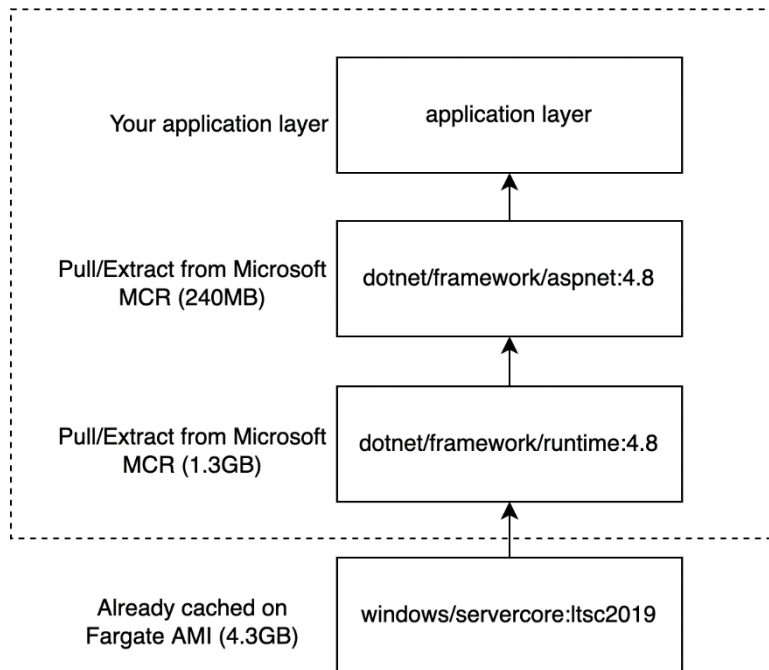 Your application layer
application layer
Pull/Extract from Microsoft
MCR (240MB)
dotnet/framework/aspnet:4.8
Pull/Extract from Microsoft
MCR (1.3GB)
dotnet/framework/runtime:4.8
Already cached on
Fargate AMI (4.3GB)
windows/servercore:ltsc2019